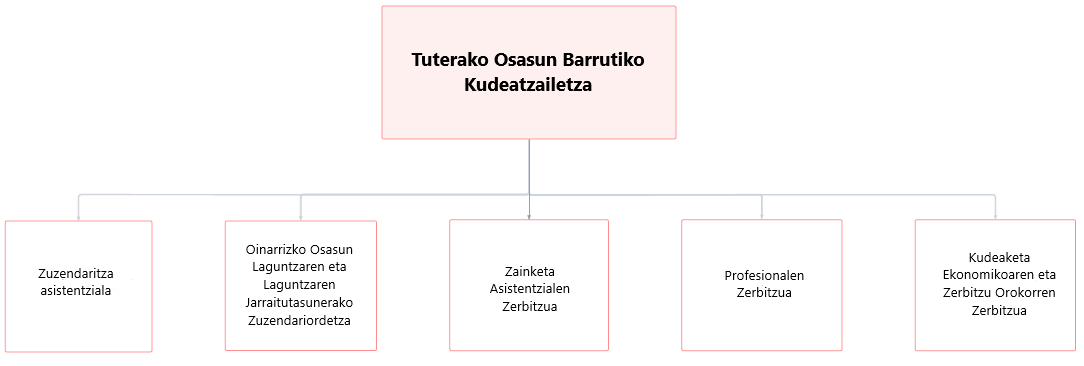 Tuterako Osasun Barrutiko
Kudeatzailetza
Zuzendaritza
asistentziala
Oinarrizko Osasun
Laguntzaren eta
Laguntzaren
Jarraitutasunerako
Zuzendariordetza
Zainketa
Asistentzialen
Zerbitzua
Profesionalen
Zerbitzua
Kudeaketa
Ekonomikoaren eta
Zerbitzu Orokorren
Zerbitzua